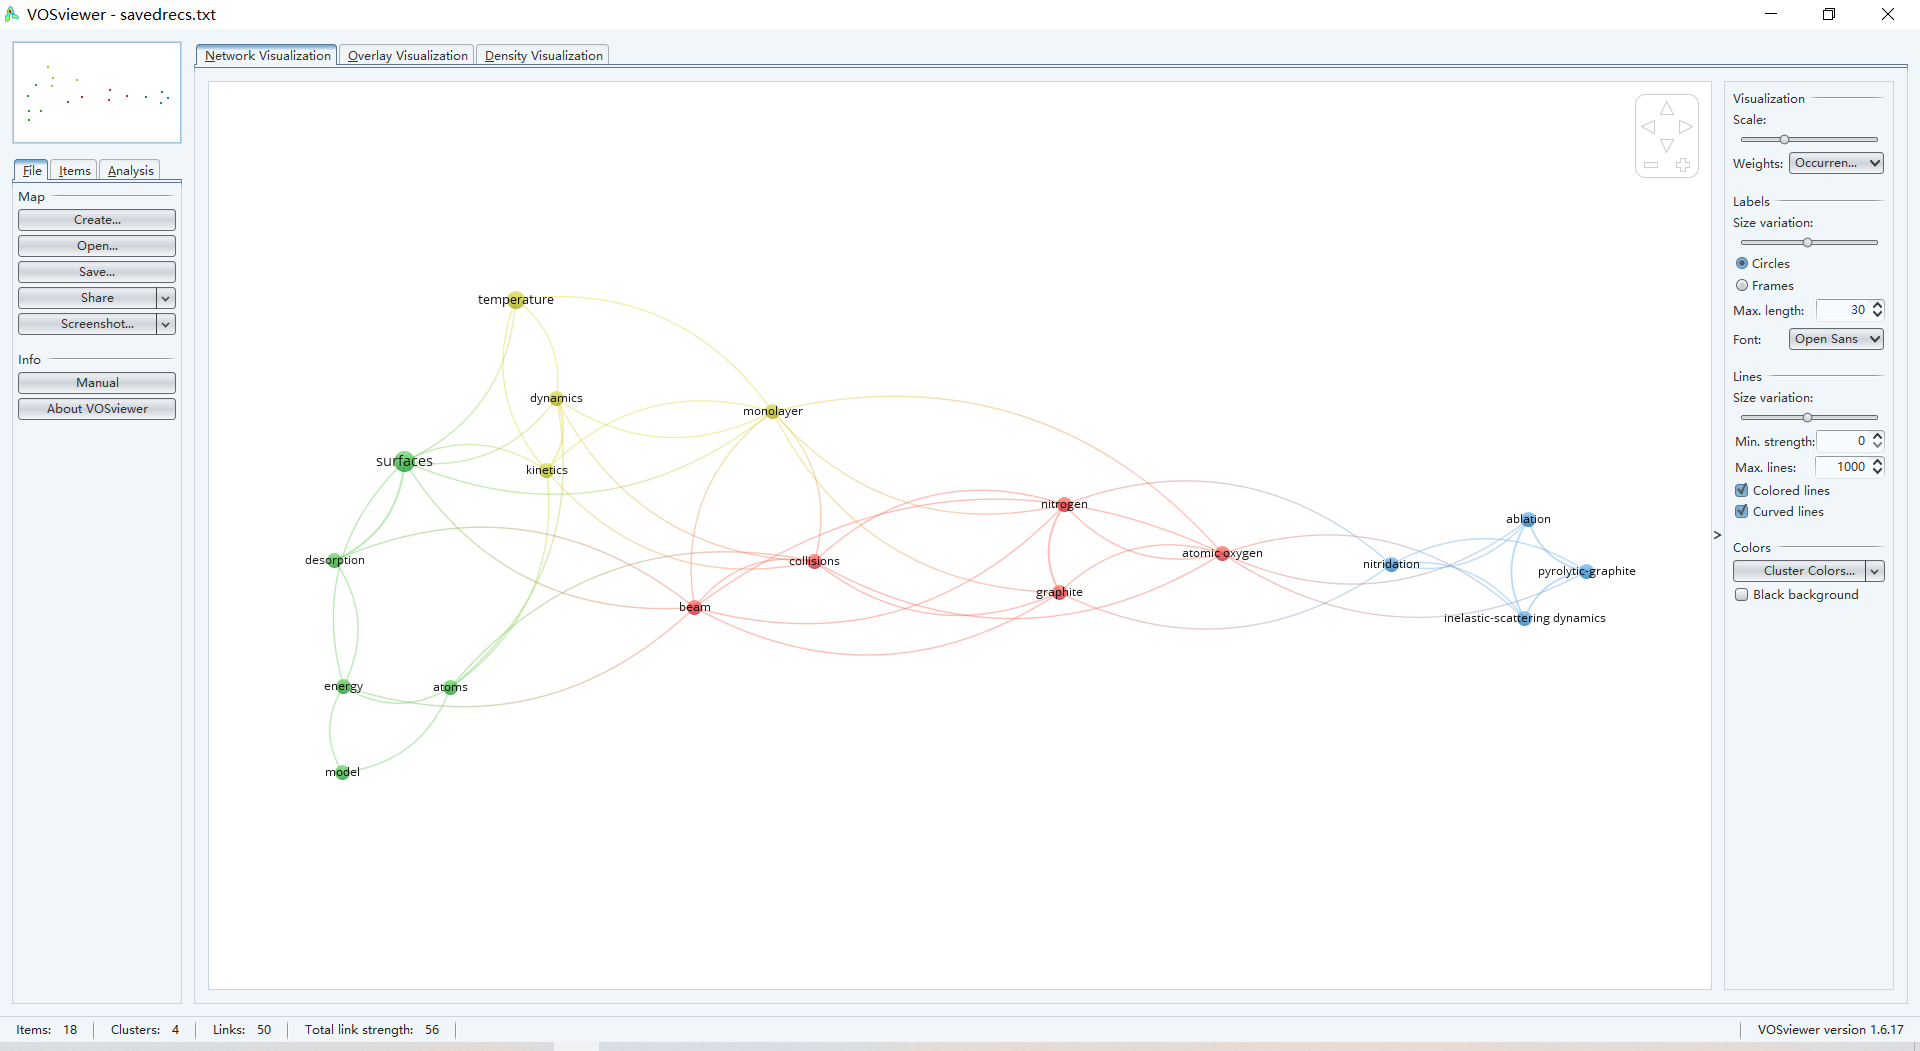 VOSviewer - savedrecs.txt
File Items Analysis
Map
Create...
Open...
Save...
Share
Screenshot...
Info
Manual
About VOSviewer
Network Visualization Overlay Visualization Density Visualization
temperature
dynamics
monolayer
surfaces
kinetics
nitrogen
ablation
desorption
collisions
atomic oxygen
nitridation
pyrolytic-graphite
graphite
beam
inelastic-scattering dynamics
energy
atoms
model
>
Visualization
Scale:
Weights: Occurren...
Labels
Size variation:
Circles
Frames
Max. length: 30
Font: Open Sans
Lines
Size variation:
Min. strength: 0
Max. lines: 1000
Colored lines
Curved lines
Colors
Cluster Colors...
Black background
Items: 18 Clusters: 4 Links: 50 Total link strength: 56 VOSviewer version 1.6.17